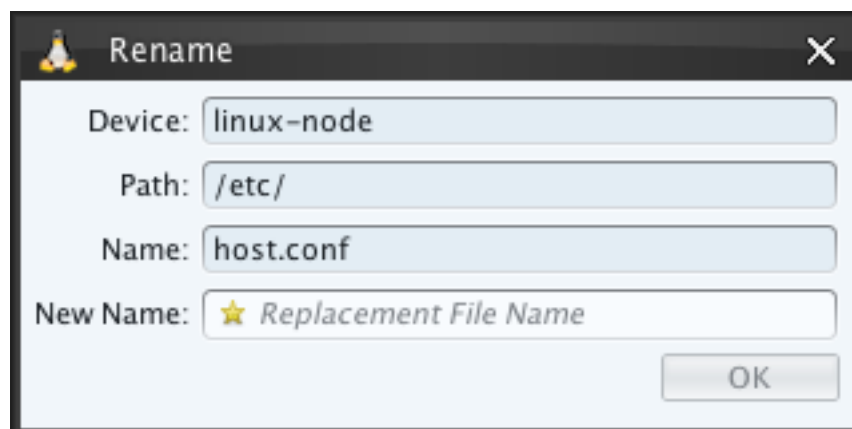 Rename
Device: linux-node
Path: /etc/
Name: host.conf
New Name: Replacement File Name
OK